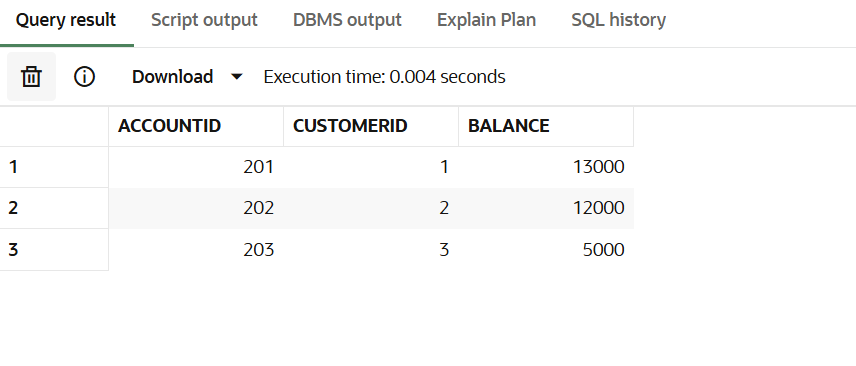 Query result Script output DBMS output Explain Plan SQL history
Download Execution time: 0.004 seconds
ACCOUNTID CUSTOMERID BALANCE
1 201 1 13000
2 202 2 12000
3 203 3 5000